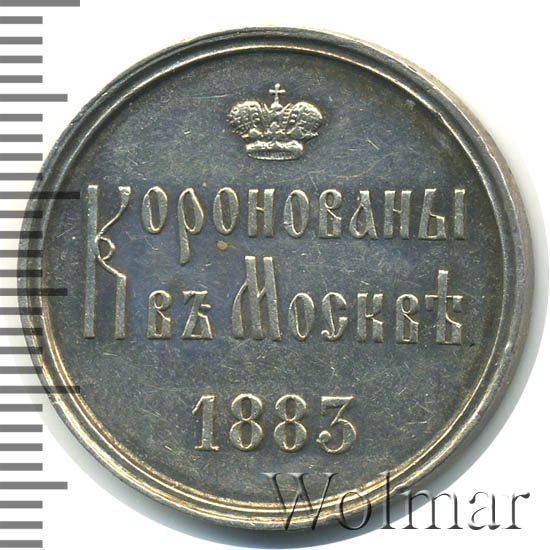 Коронованы
въ Москвѣ.
1883
Wolmar